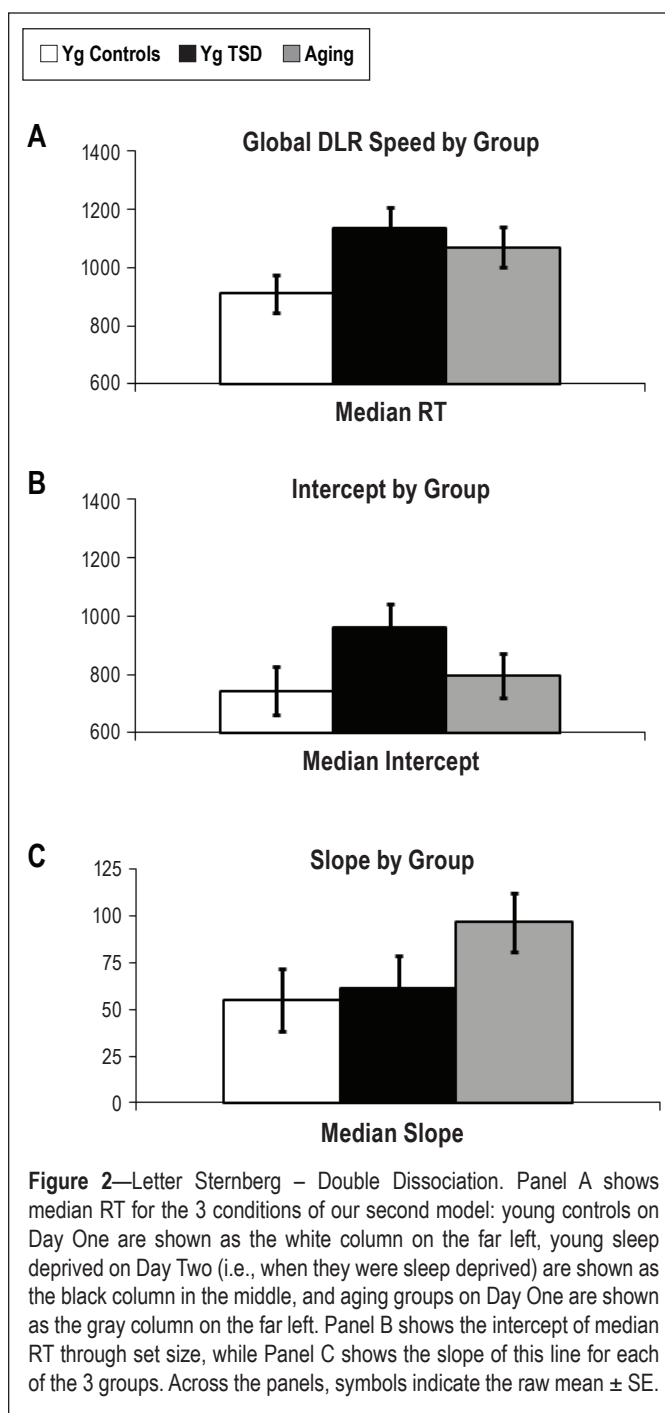 Yg Controls Yg TSD Aging
A
Global DLR Speed by Group
1400
1200
1000
800
600
Median RT
B
Intercept by Group
1400
1200
1000
800
600
Median Intercept
C
Slope by Group
125
100
75
50
25
0
Median Slope
Figure 2—Letter Sternberg – Double Dissociation. Panel A shows
median RT for the 3 conditions of our second model: young controls on
Day One are shown as the white column on the far left, young sleep
deprived on Day Two (i.e., when they were sleep deprived) are shown as
the black column in the middle, and aging groups on Day One are shown
as the gray column on the far left. Panel B shows the intercept of median
RT through set size, while Panel C shows the slope of this line for each
of the 3 groups. Across the panels, symbols indicate the raw mean ± SE.